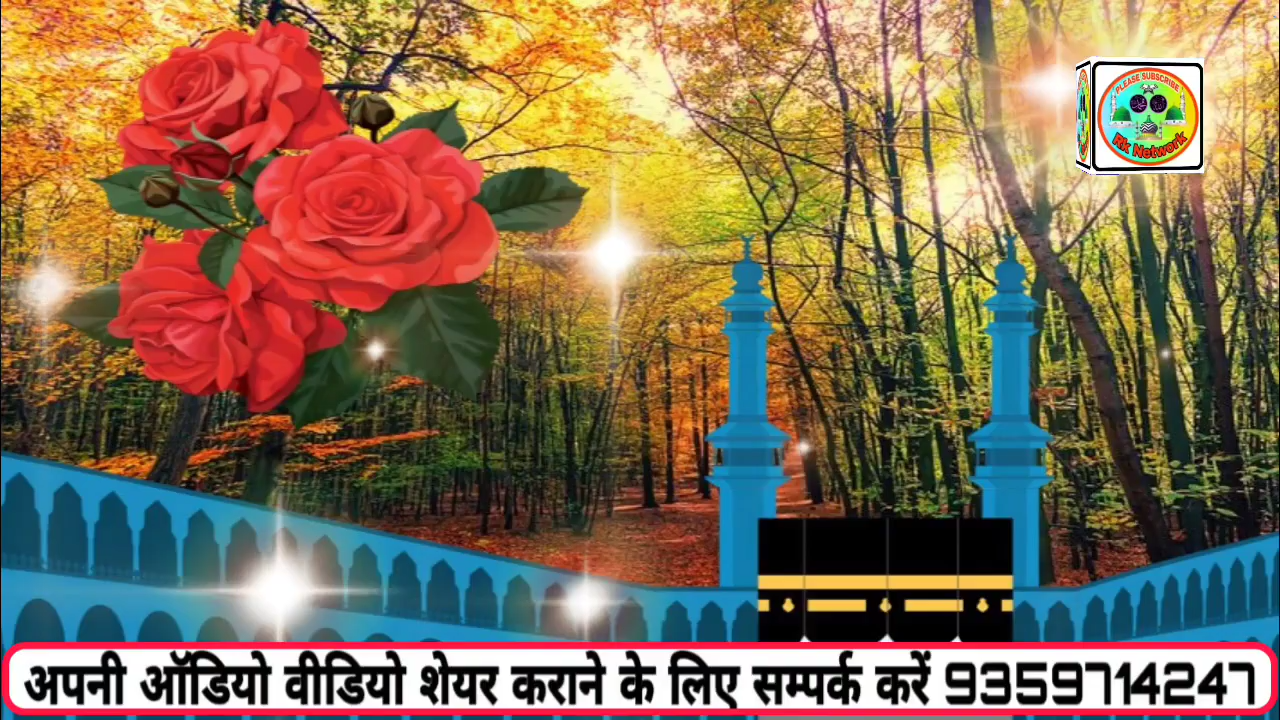 PLEASE SUBSCRIBE
Rk Network
अपनी ऑडियो वीडियो शेयर कराने के लिए सम्पर्क करें 9359714247